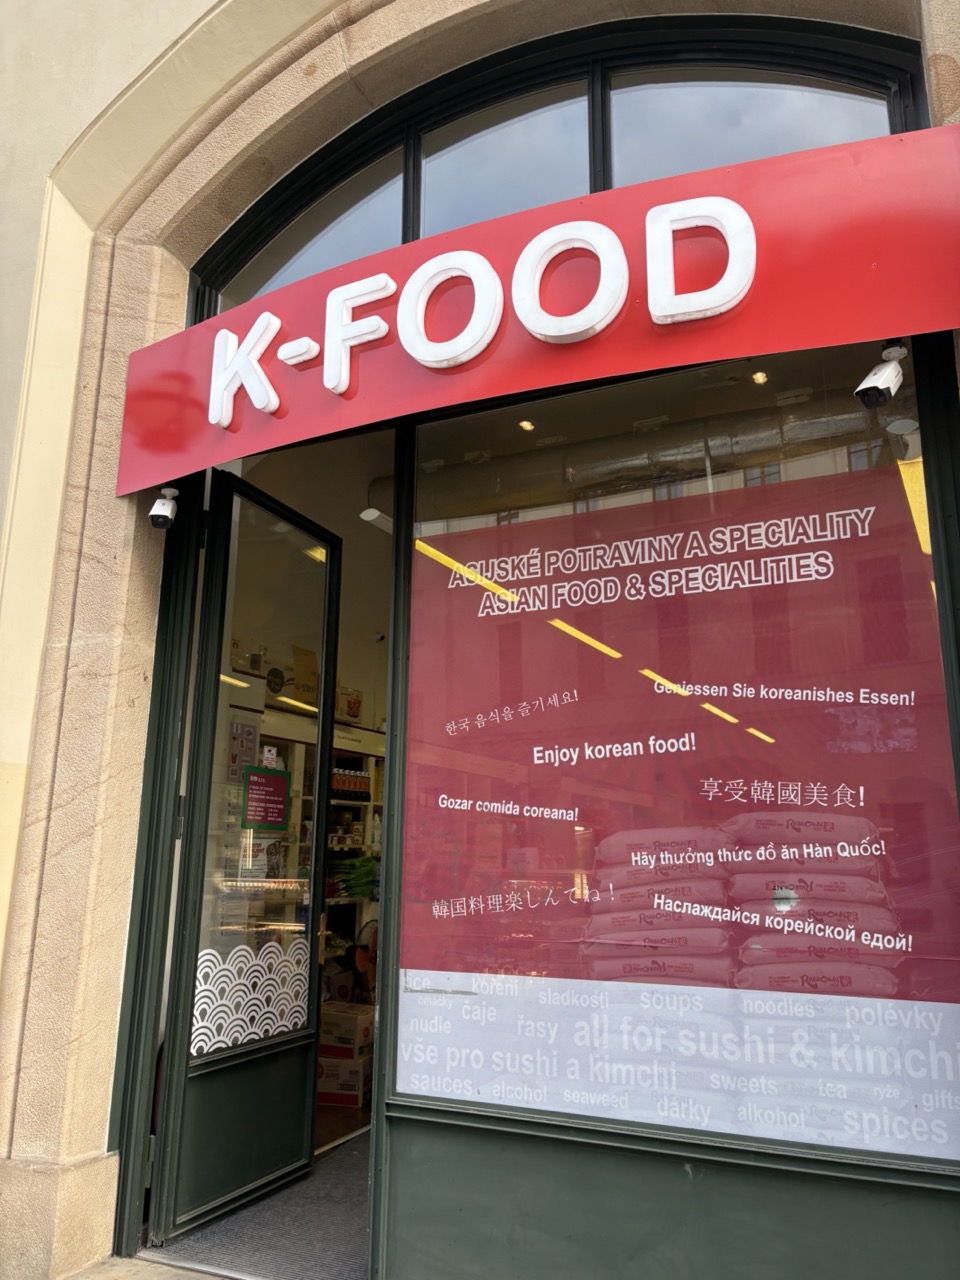 K-FOOD
ASIJSKÉ POTRAVINY A SPECIALITY
ASIAN FOOD & SPECIALITIES
Geniessen Sie koreanishes Essen!
한국 음식을 즐기세요!
Enjoy korean food!
享受韓國美食!
Gozar comida coreana!
Hãy thưởng thức đồ ăn Hàn Quốc!
韓国料理楽しんでね！
Наслаждайся корейской едой!
koření sladkosti soups noodles polévky
omáčky čaje
nudle řasy all for sushi & kimchi
vše pro sushi a kimchi sweets tea rýže gifts
sauces alcohol seaweed dárky alkohol spices